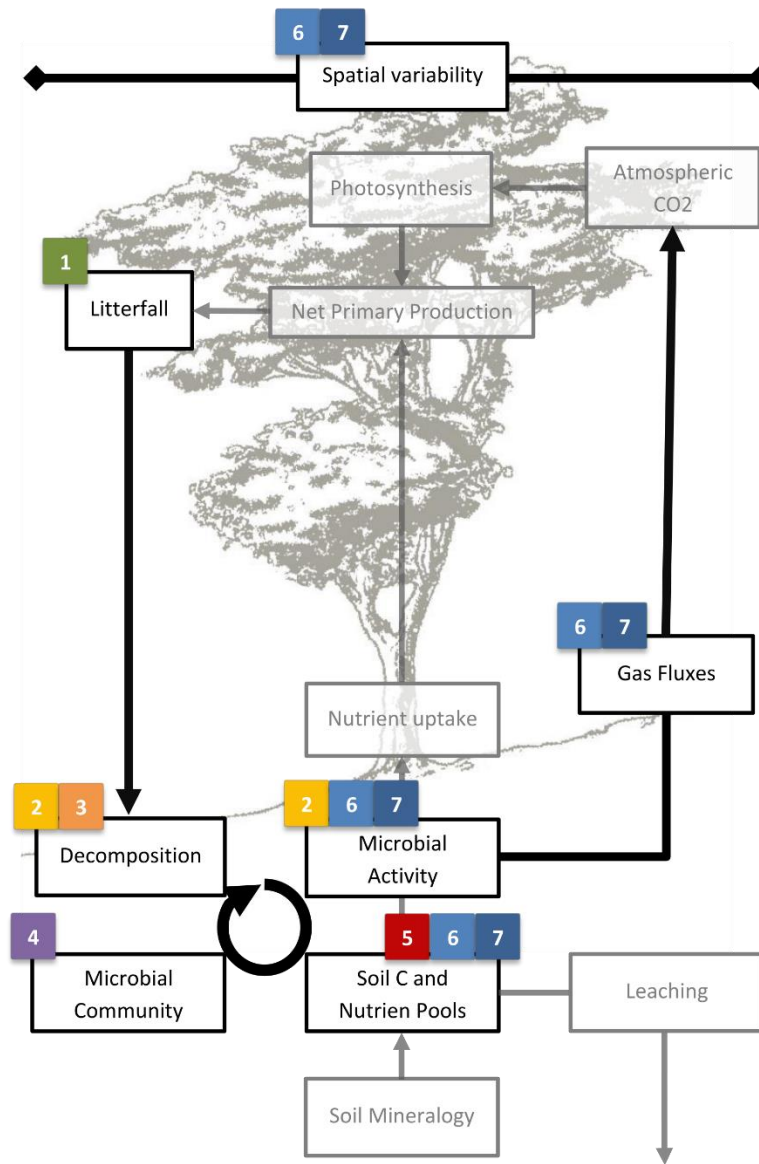 6 7
Spatial variability
Photosynthesis
Atmospheric
CO2
1
Litterfall
Net Primary Production
6 7
Gas Fluxes
Nutrient uptake
2 3
Decomposition
2 6 7
Microbial
Activity
4
Microbial
Community
5 6 7
Soil C and
Nutrien Pools
Leaching
Soil Mineralogy